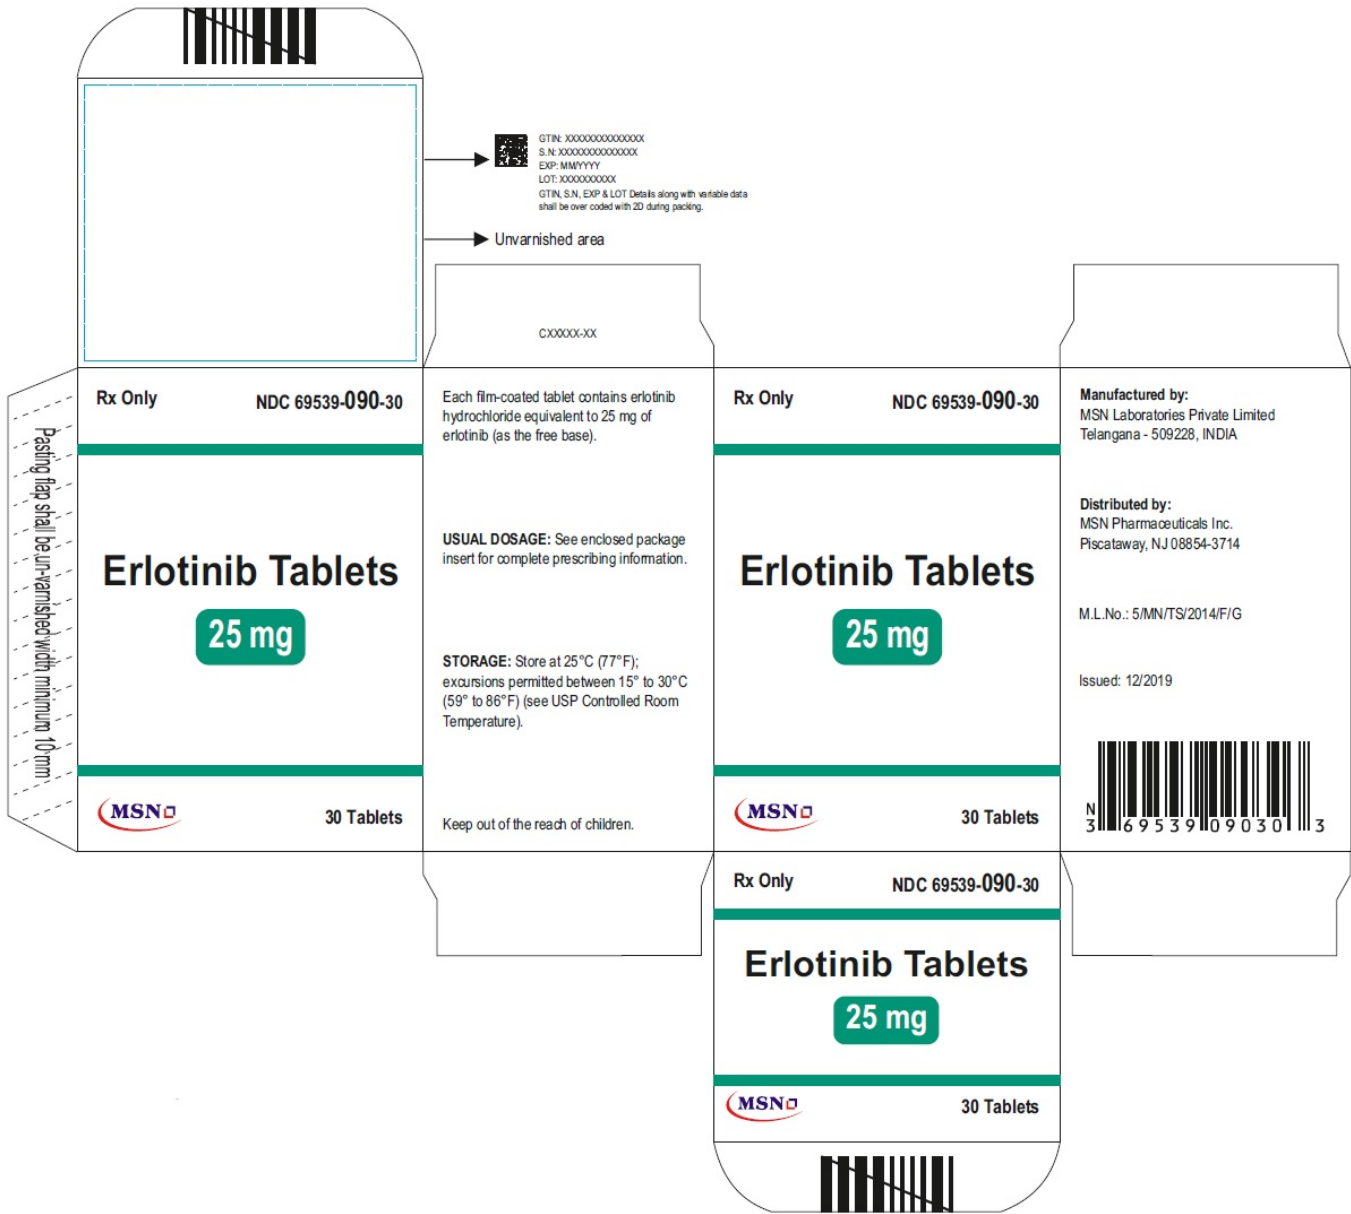 GTIN: XXXXXXXXXXXXXX
S.N: XXXXXXXXXXXXXX
EXP: MM/YYYY
LOT: XXXXXXXXXX
GTIN, S.N, EXP & LOT Details along with variable data
shall be over coded with 2D during packing.
Unvarnished area
CXXXXX-XX
Pasting flap shall be un-varnished width minimum 10 mm
Rx Only
NDC 69539-090-30
Erlotinib Tablets
25 mg
MSN
30 Tablets
Each film-coated tablet contains erlotinib
hydrochloride equivalent to 25 mg of
erlotinib (as the free base).
USUAL DOSAGE: See enclosed package
insert for complete prescribing information.
STORAGE: Store at 25°C (77°F);
excursions permitted between 15° to 30°C
(59° to 86°F) (see USP Controlled Room
Temperature).
Keep out of the reach of children.
Rx Only
NDC 69539-090-30
Erlotinib Tablets
25 mg
MSN
30 Tablets
Manufactured by:
MSN Laboratories Private Limited
Telangana - 509228, INDIA
Distributed by:
MSN Pharmaceuticals Inc.
Piscataway, NJ 08854-3714
M.L.No.: 5/MN/TS/2014/F/G
Issued: 12/2019
N
3 69539 09030 3
Rx Only
NDC 69539-090-30
Erlotinib Tablets
25 mg
MSN
30 Tablets